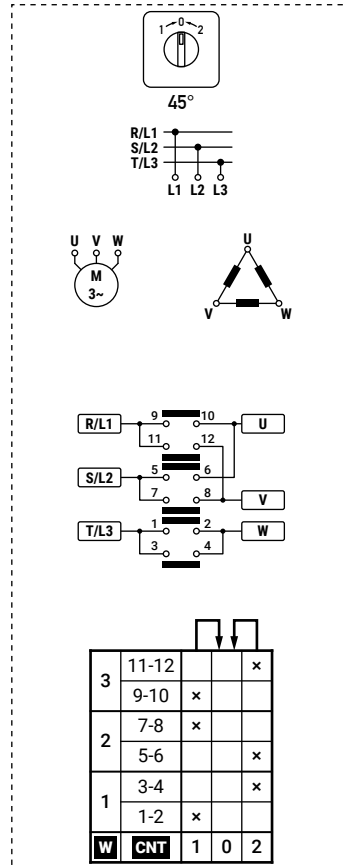 1 0 2
45°
R/L1
S/L2
T/L3
L1 L2 L3
U V W
M
3~
U
V W
R/L1 9 10 U
11 12
S/L2 5 6
7 8 V
T/L3 1 2 W
3 4
3 11-12 ×
9-10 ×
2 7-8 ×
5-6 ×
1 3-4 ×
1-2 ×
W CNT 1 0 2